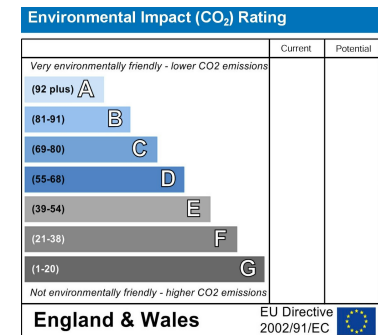 Environmental Impact (CO₂) Rating
Current Potential
Very environmentally friendly - lower CO2 emissions
(92 plus) A
(81-91) B
(69-80) C
(55-68) D
(39-54) E
(21-38) F
(1-20) G
Not environmentally friendly - higher CO2 emissions
England & Wales
EU Directive
2002/91/EC